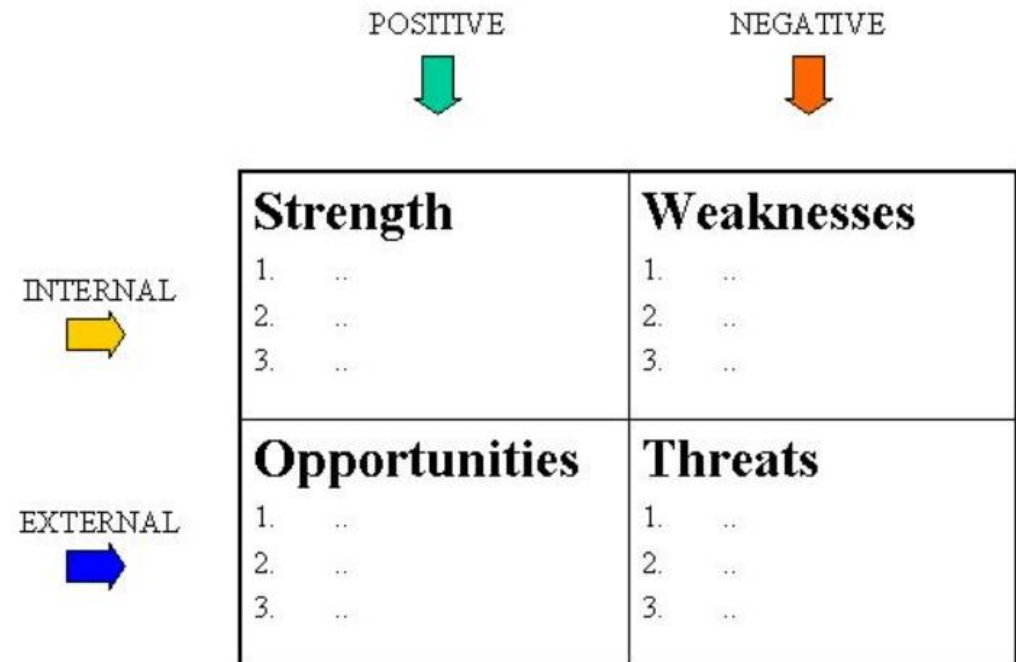 POSITIVE NEGATIVE
Strength Weaknesses
INTERNAL
1. .. 1. ..
2. .. 2. ..
3. .. 3. ..
Opportunities Threats
EXTERNAL
1. .. 1. ..
2. .. 2. ..
3. .. 3. ..